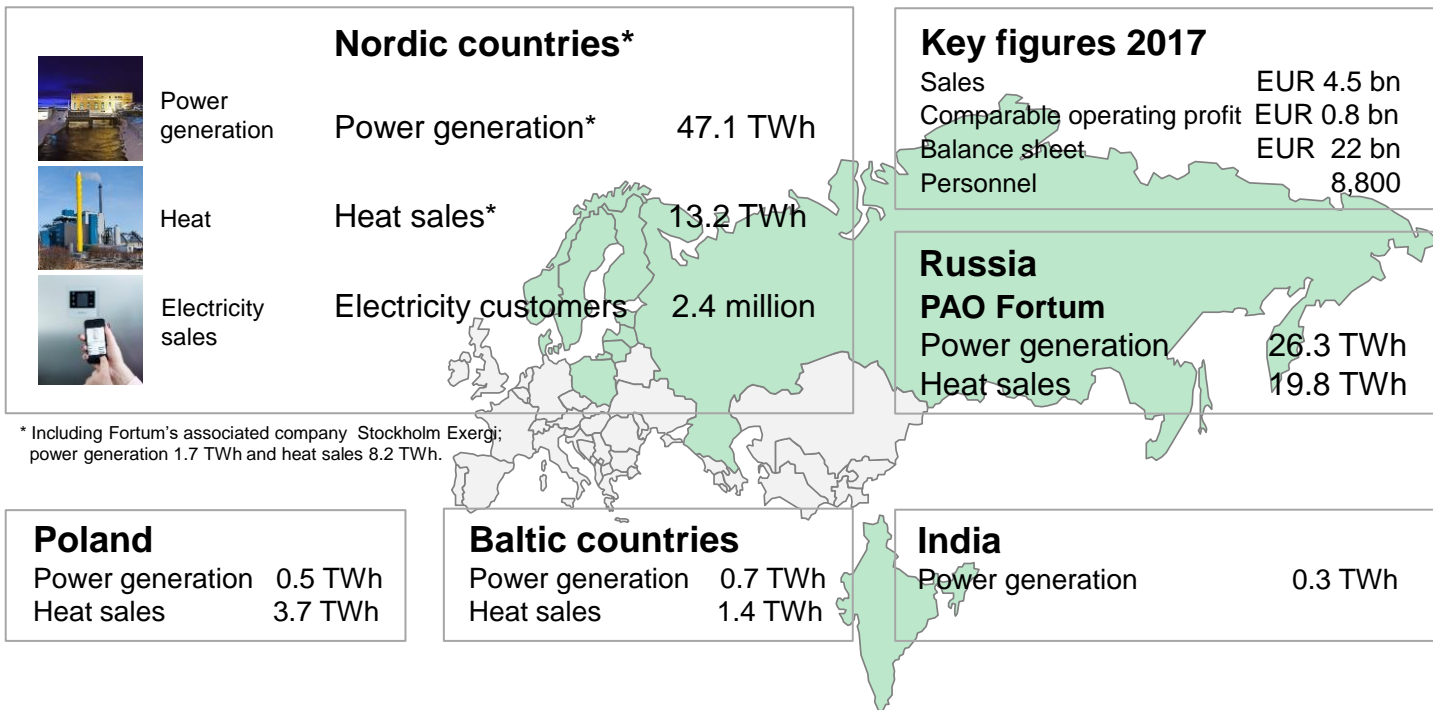 Nordic countries*
Power
generation
Power generation* 47.1 TWh
Heat
Heat sales* 13.2 TWh
Electricity
sales
Electricity customers 2.4 million
* Including Fortum's associated company Stockholm Exergi;
power generation 1.7 TWh and heat sales 8.2 TWh.
Key figures 2017
Sales EUR 4.5 bn
Comparable operating profit EUR 0.8 bn
Balance sheet EUR 22 bn
Personnel 8,800
Russia
PAO Fortum
Power generation 26.3 TWh
Heat sales 19.8 TWh
Poland
Power generation 0.5 TWh
Heat sales 3.7 TWh
Baltic countries
Power generation 0.7 TWh
Heat sales 1.4 TWh
India
Power generation 0.3 TWh